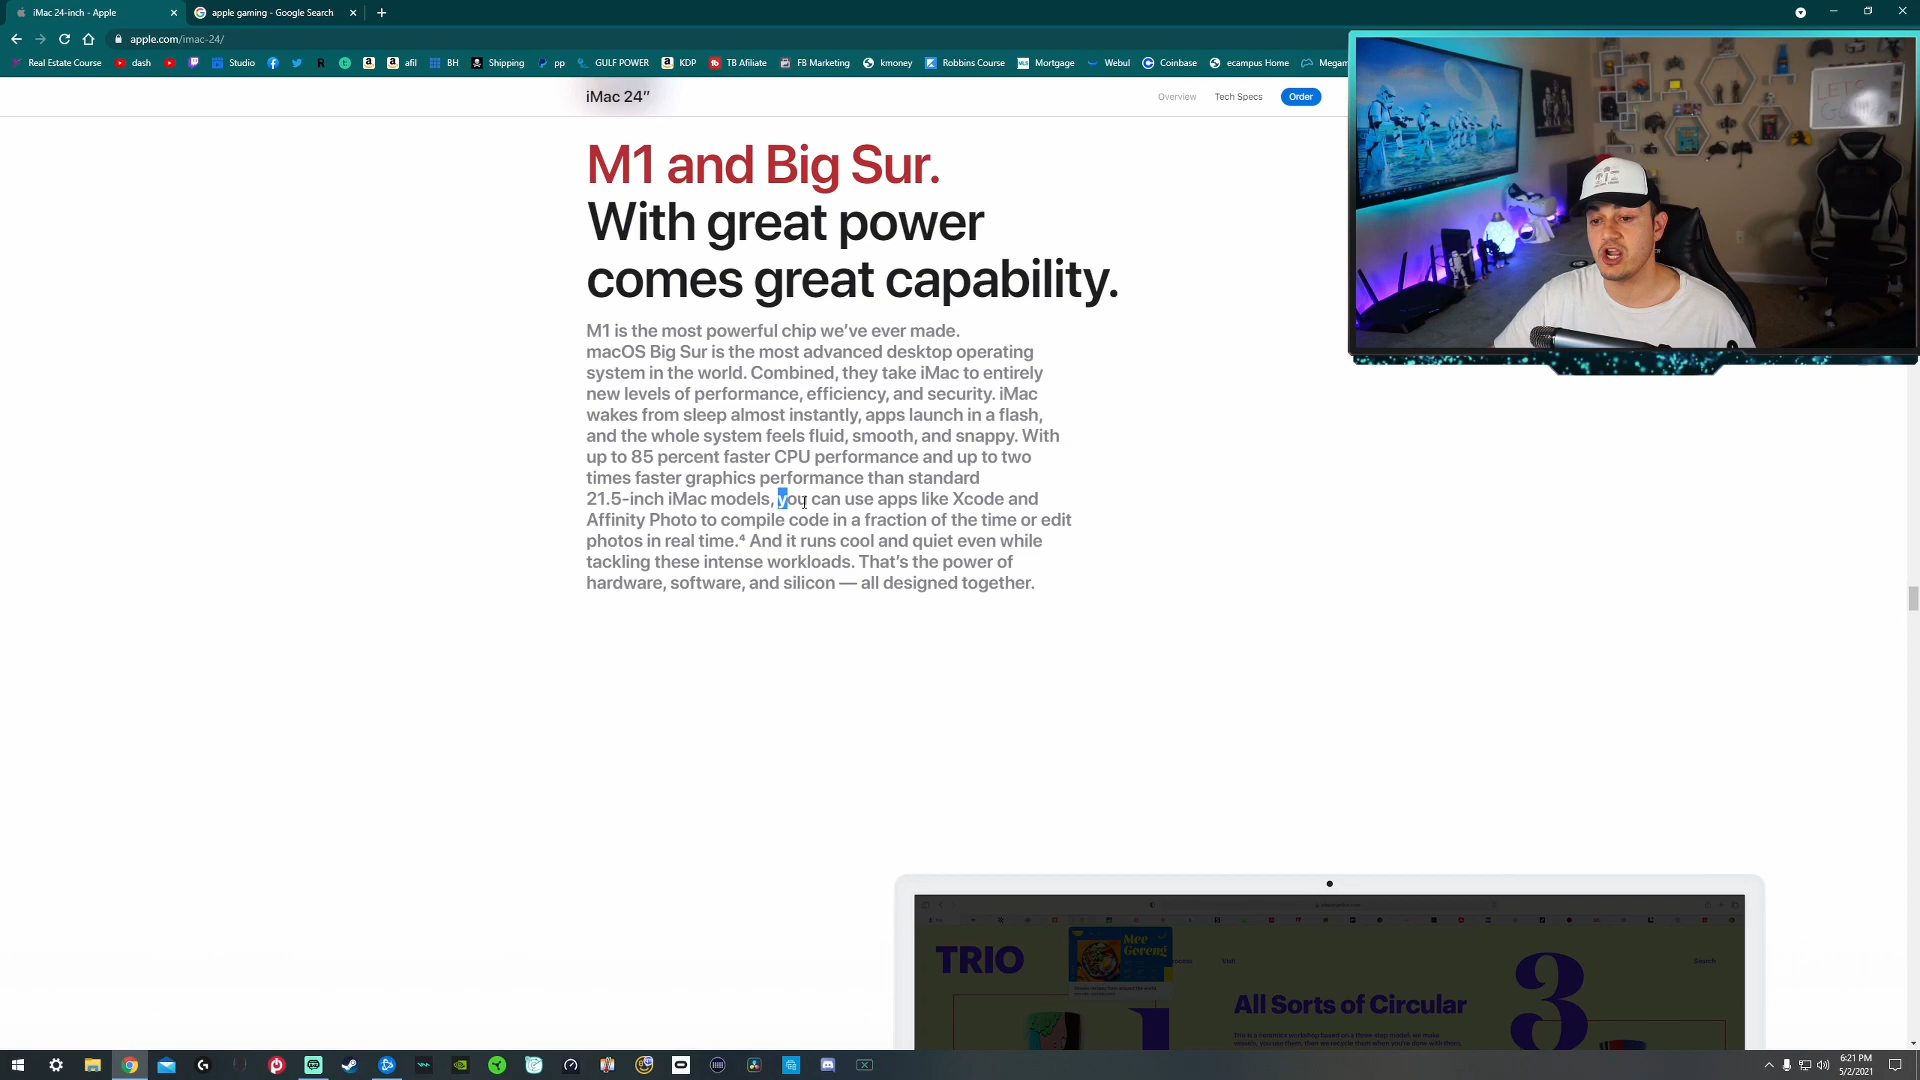 iMac 24-inch - Apple
apple gaming - Google Search
apple.com/imac-24/
Real Estate Course dash Studio afil BH Shipping pp GULF POWER KDP TB Afiliate FB Marketing kmoney Robbins Course Mortgage Webul Coinbase ecampus Home Megam
iMac 24"
Overview Tech Specs Order
LET'S
GO
M1 and Big Sur.
With great power
comes great capability.
M1 is the most powerful chip we've ever made.
macOS Big Sur is the most advanced desktop operating
system in the world. Combined, they take iMac to entirely
new levels of performance, efficiency, and security. iMac
wakes from sleep almost instantly, apps launch in a flash,
and the whole system feels fluid, smooth, and snappy. With
up to 85 percent faster CPU performance and up to two
times faster graphics performance than standard
21.5-inch iMac models, you can use apps like Xcode and
Affinity Photo to compile code in a fraction of the time or edit
photos in real time.⁴ And it runs cool and quiet even while
tackling these intense workloads. That's the power of
hardware, software, and silicon — all designed together.
TRIO
Mee
Goreng
Visit
Search
3
All Sorts of Circular
6:21 PM
5/2/2021